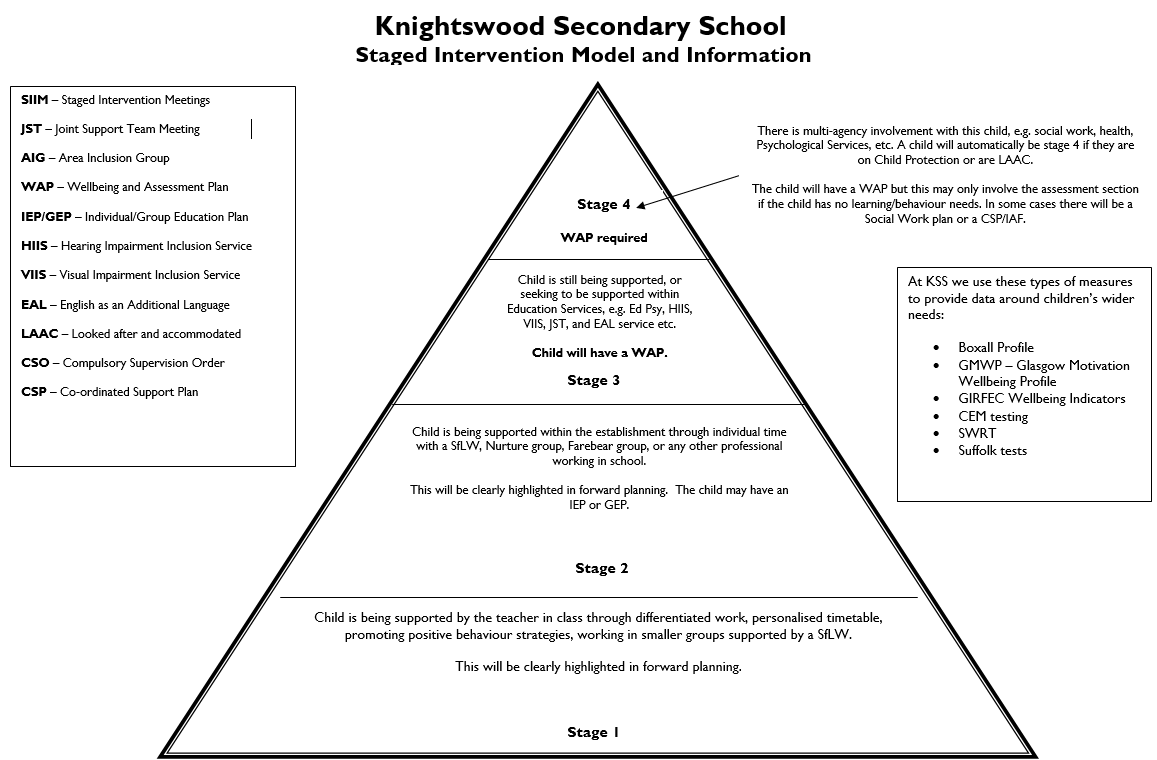 Knightswood Secondary School
Staged Intervention Model and Information
SIIM – Staged Intervention Meetings
JST – Joint Support Team Meeting
AIG – Area Inclusion Group
WAP – Wellbeing and Assessment Plan
IEP/GEP – Individual/Group Education Plan
HIIS – Hearing Impairment Inclusion Service
VIIS – Visual Impairment Inclusion Service
EAL – English as an Additional Language
LAAC – Looked after and accommodated
CSO – Compulsory Supervision Order
CSP – Co-ordinated Support Plan
There is multi-agency involvement with this child, e.g. social work, health,
Psychological Services, etc. A child will automatically be stage 4 if they are
on Child Protection or are LAAC.
The child will have a WAP but this may only involve the assessment section
if the child has no learning/behaviour needs. In some cases there will be a
Social Work plan or a CSP/IAF.
Stage 4
WAP required
Child is still being supported, or
seeking to be supported within
Education Services, e.g. Ed Psy, HIIS,
VIIS, JST, and EAL service etc.
Child will have a WAP.
Stage 3
At KSS we use these types of measures
to provide data around children's wider
needs:
• Boxall Profile
• GMWP – Glasgow Motivation
Wellbeing Profile
• GIRFEC Wellbeing Indicators
• CEM testing
• SWRT
• Suffolk tests
Child is being supported within the establishment through individual time
with a SfLW, Nurture group, Farebear group, or any other professional
working in school.
This will be clearly highlighted in forward planning. The child may have an
IEP or GEP.
Stage 2
Child is being supported by the teacher in class through differentiated work, personalised timetable,
promoting positive behaviour strategies, working in smaller groups supported by a SfLW.
This will be clearly highlighted in forward planning.
Stage 1